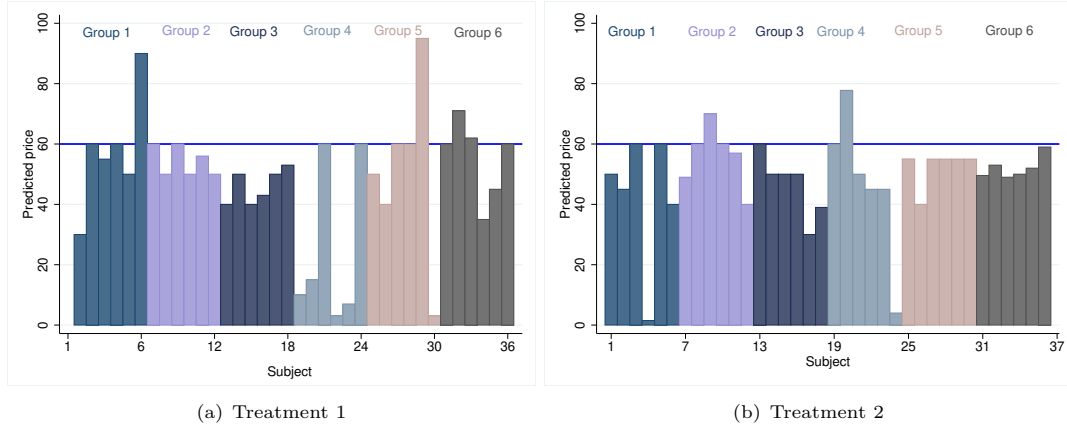 Group 1 Group 2 Group 3 Group 4 Group 5 Group 6
Predicted price
100
80
60
40
20
0
1 6 12 18 24 30 36
Subject
(a) Treatment 1
Group 1 Group 2 Group 3 Group 4 Group 5 Group 6
Predicted price
100
80
60
40
20
0
1 7 13 19 25 31 37
Subject
(b) Treatment 2